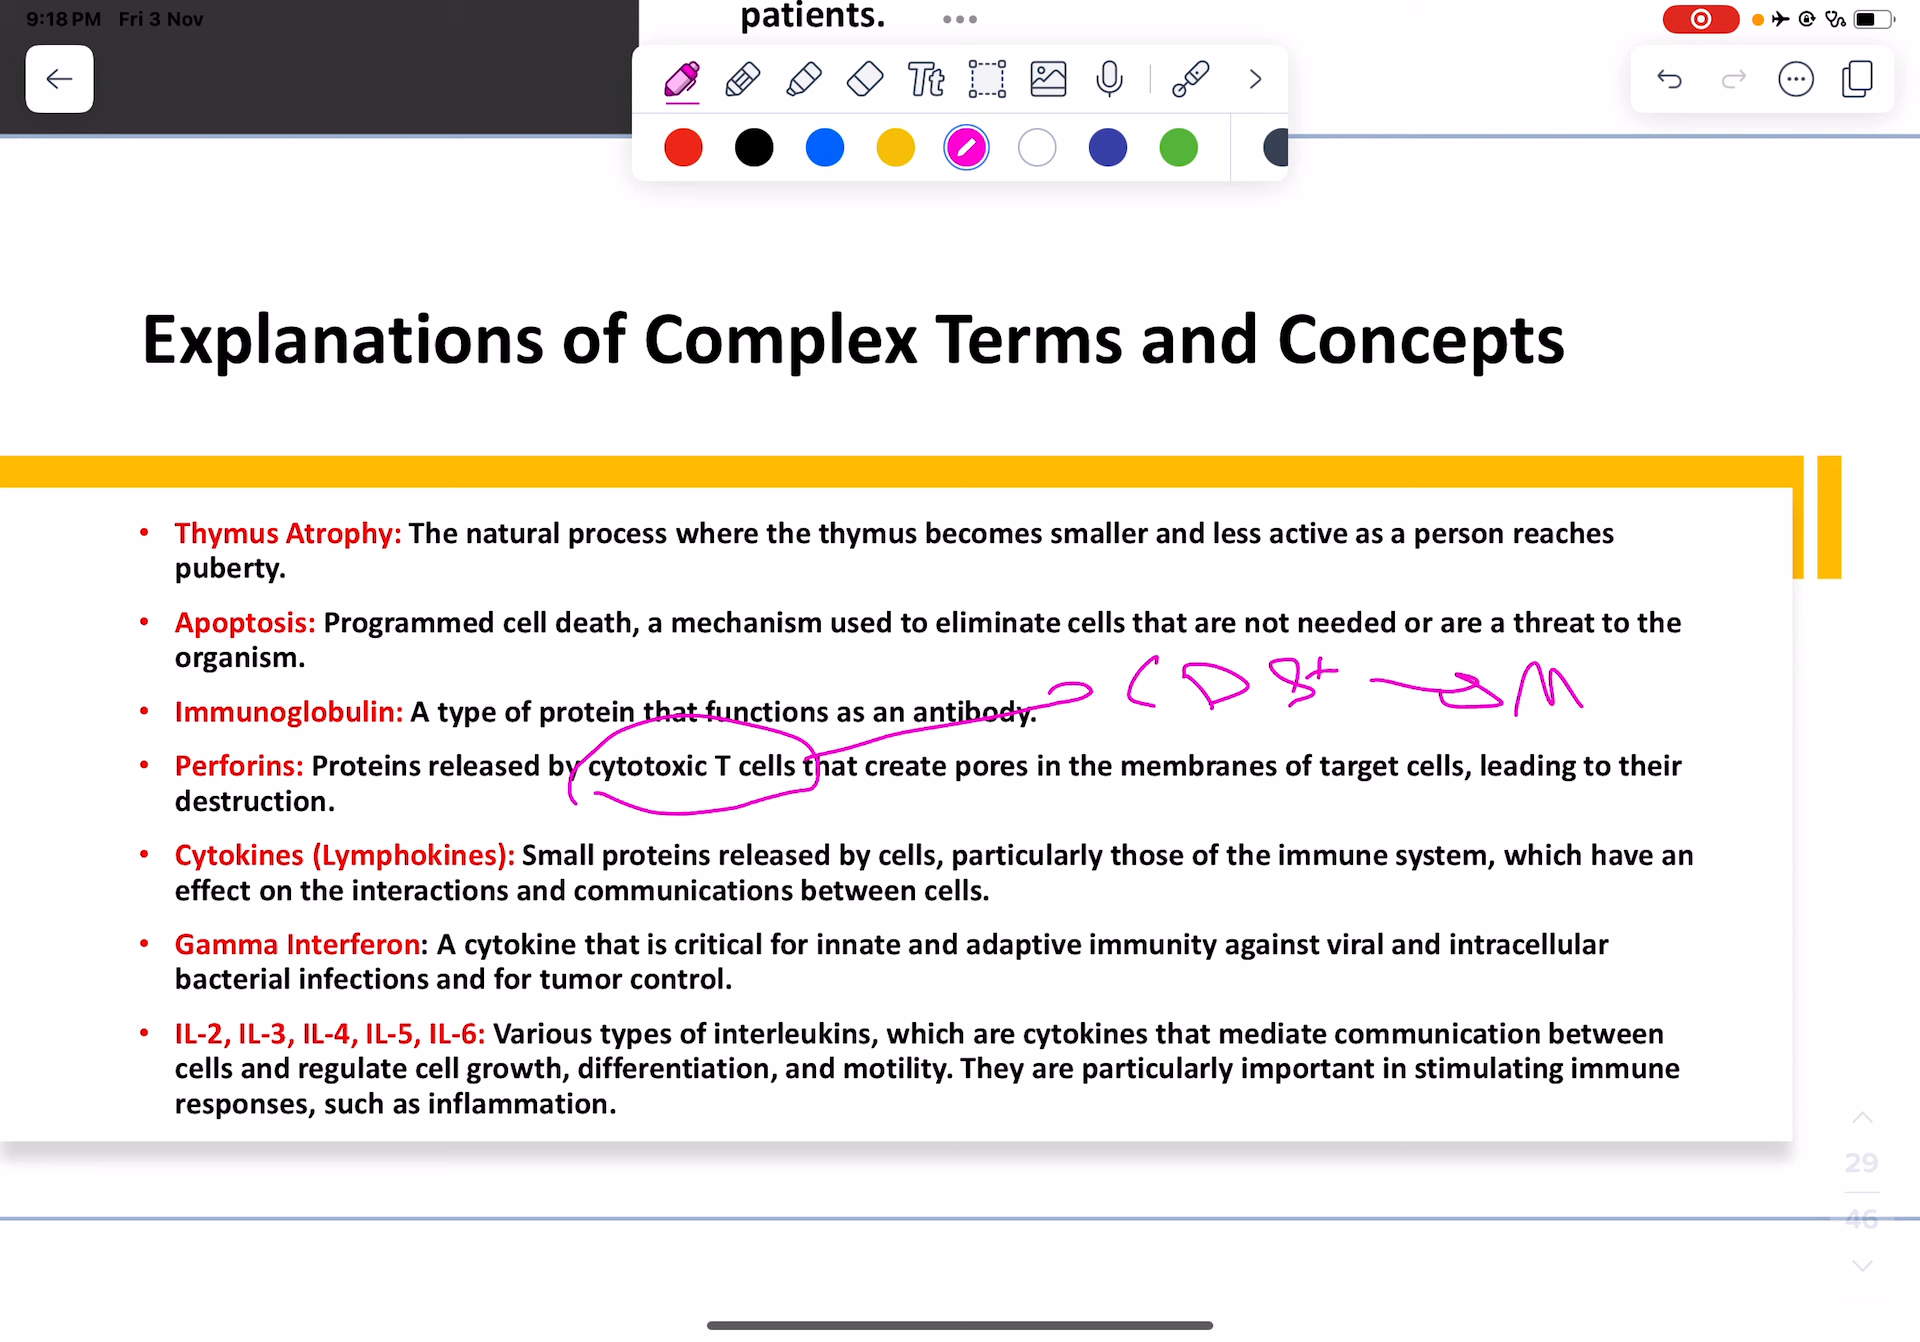 9:18 PM Fri 3 Nov
patients.
Tt
Explanations of Complex Terms and Concepts
• Thymus Atrophy: The natural process where the thymus becomes smaller and less active as a person reaches
puberty.
• Apoptosis: Programmed cell death, a mechanism used to eliminate cells that are not needed or are a threat to the
organism.
CD8+ → M
• Immunoglobulin: A type of protein that functions as an antibody.
• Perforins: Proteins released by cytotoxic T cells that create pores in the membranes of target cells, leading to their
destruction.
• Cytokines (Lymphokines): Small proteins released by cells, particularly those of the immune system, which have an
effect on the interactions and communications between cells.
• Gamma Interferon: A cytokine that is critical for innate and adaptive immunity against viral and intracellular
bacterial infections and for tumor control.
• IL-2, IL-3, IL-4, IL-5, IL-6: Various types of interleukins, which are cytokines that mediate communication between
cells and regulate cell growth, differentiation, and motility. They are particularly important in stimulating immune
responses, such as inflammation.
29
46